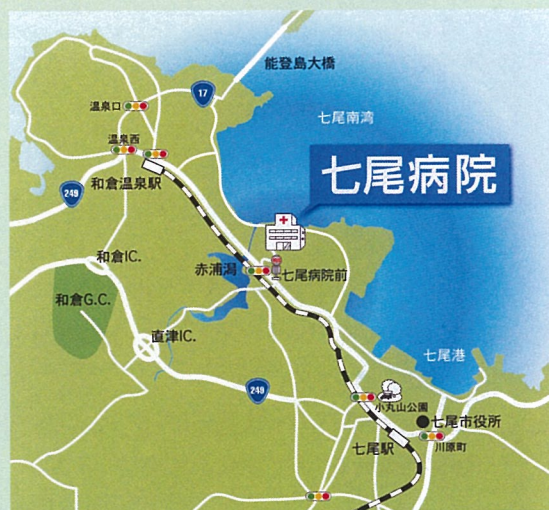 能登島大橋
17
温泉口
七尾南湾
温泉西
七尾病院
和倉温泉駅
249
和倉IC.
赤浦潟
七尾病院前
和倉G.C.
直津IC.
七尾港
249
小丸山公園
七尾市役所
七尾駅
川原町